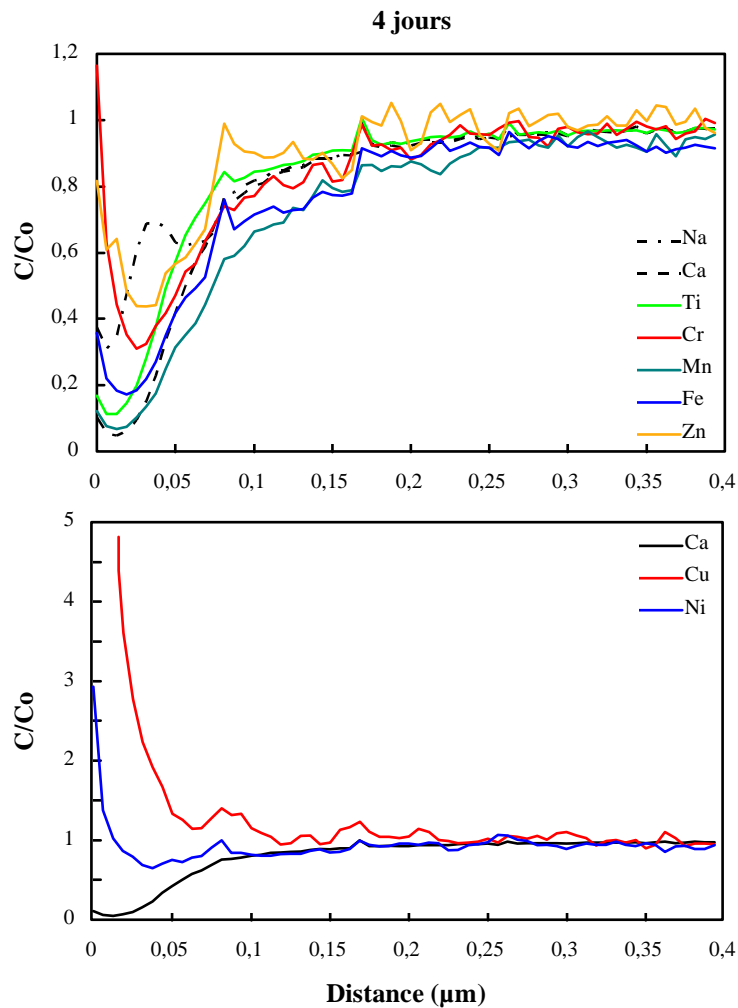 4 jours
1,2
1
0,8
0,6
0,4
0,2
0
C/Co
Na
Ca
Ti
Cr
Mn
Fe
Zn
0 0,05 0,1 0,15 0,2 0,25 0,3 0,35 0,4
5
4
3
2
1
0
C/Co
Ca
Cu
Ni
0 0,05 0,1 0,15 0,2 0,25 0,3 0,35 0,4
Distance (µm)